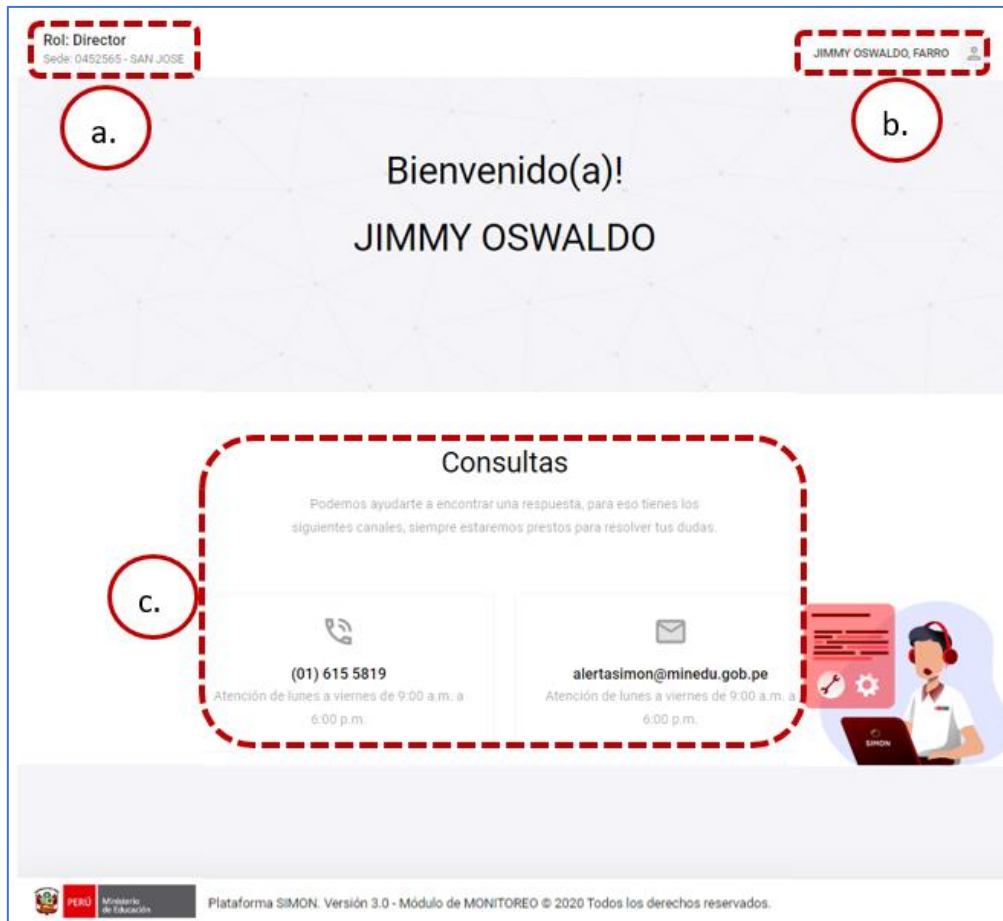 Rol: Director
Sede: 0452565 - SAN JOSE
JIMMY OSWALDO, FARRO
a.
b.
Bienvenido(a)!
JIMMY OSWALDO
Consultas
Podemos ayudarte a encontrar una respuesta, para eso tienes los
siguientes canales, siempre estaremos prestos para resolver tus dudas.
c.
(01) 615 5819
Atención de lunes a viernes de 9:00 a.m. a
6:00 p.m.
alertasimon@minedu.gob.pe
Atención de lunes a viernes de 9:00 a.m. a
6:00 p.m.
SIMON
PERÚ
Ministerio
de Educación
Plataforma SIMON. Versión 3.0 - Módulo de MONITOREO © 2020 Todos los derechos reservados.